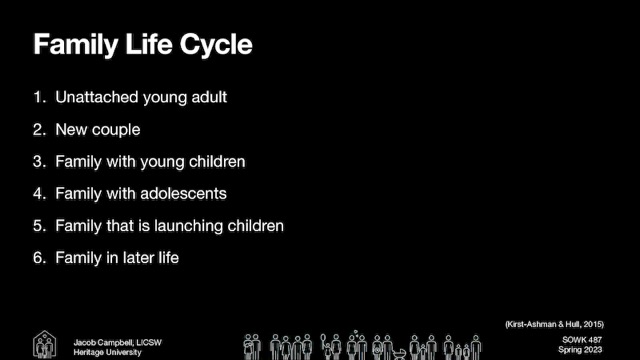 Family Life Cycle
1. Unattached young adult
2. New couple
3. Family with young children
4. Family with adolescents
5. Family that is launching children
6. Family in later life
(Kirst-Ashman & Hull, 2015)
Jacob Campbell, LICSW
Heritage University
SOWK 487
Spring 2023